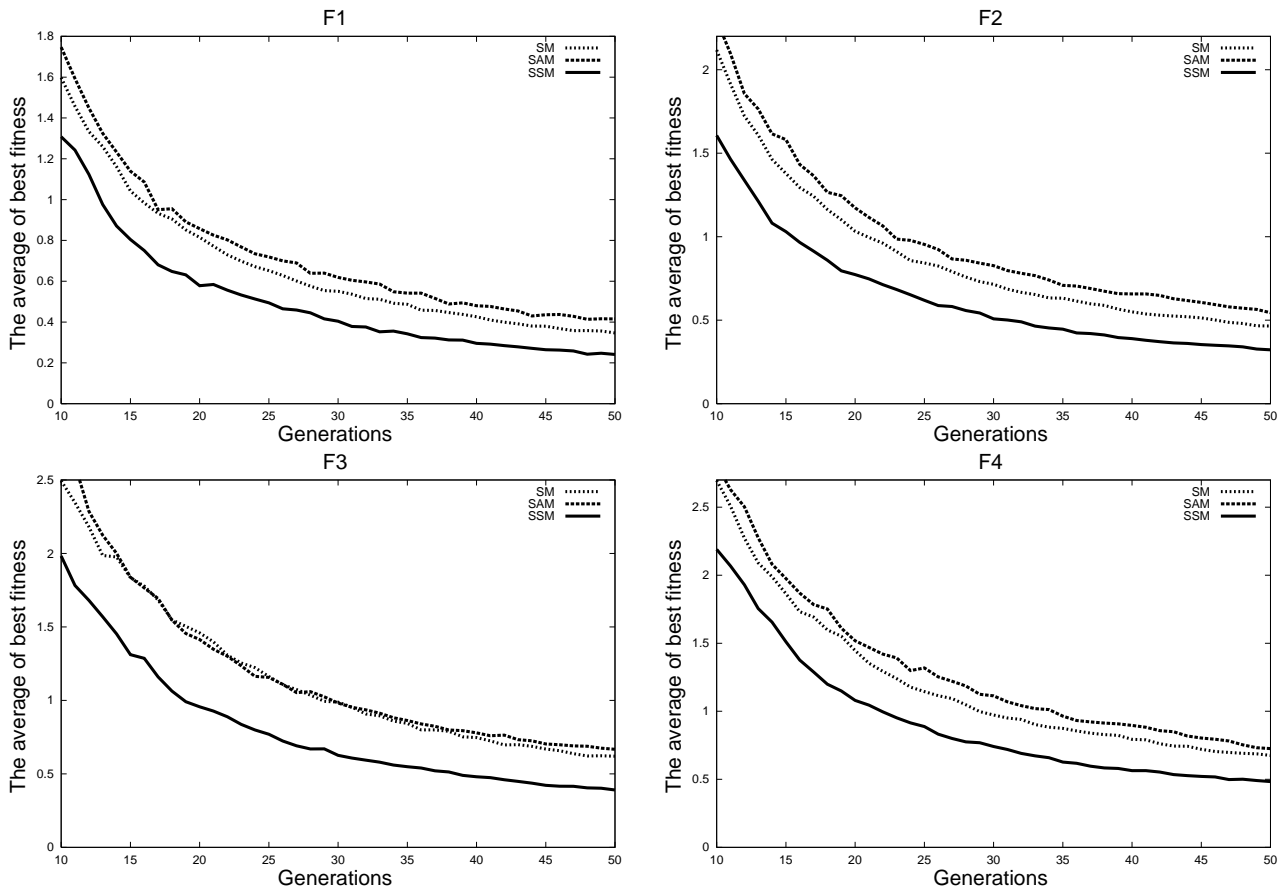 F1
The average of best fitness
1.8
1.6
1.4
1.2
1
0.8
0.6
0.4
0.2
0
SM
SAM
SSM
10 15 20 25 30 35 40 45 50
Generations
F2
The average of best fitness
2
1.5
1
0.5
0
SM
SAM
SSM
10 15 20 25 30 35 40 45 50
Generations
F3
The average of best fitness
2.5
2
1.5
1
0.5
0
SM
SAM
SSM
10 15 20 25 30 35 40 45 50
Generations
F4
The average of best fitness
2.5
2
1.5
1
0.5
0
SM
SAM
SSM
10 15 20 25 30 35 40 45 50
Generations